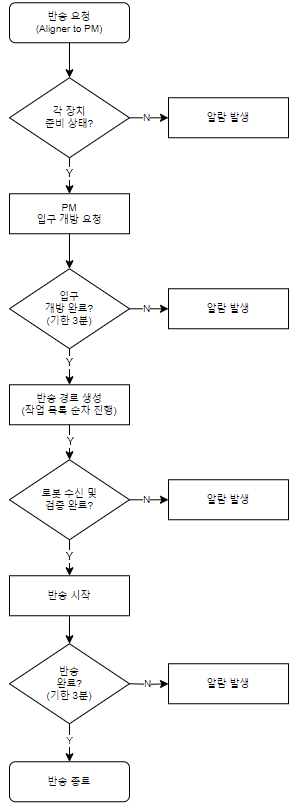 반송 요청
(Aligner to PM)
각 장치
준비 상태?
N
알람 발생
Y
PM
입구 개방 요청
입구
개방 완료?
(기한 3분)
N
알람 발생
Y
반송 경로 생성
(작업 목록 순차 진행)
Y
로봇 수신 및
검증 완료?
N
알람 발생
Y
반송 시작
반송
완료?
(기한 3분)
N
알람 발생
Y
반송 종료